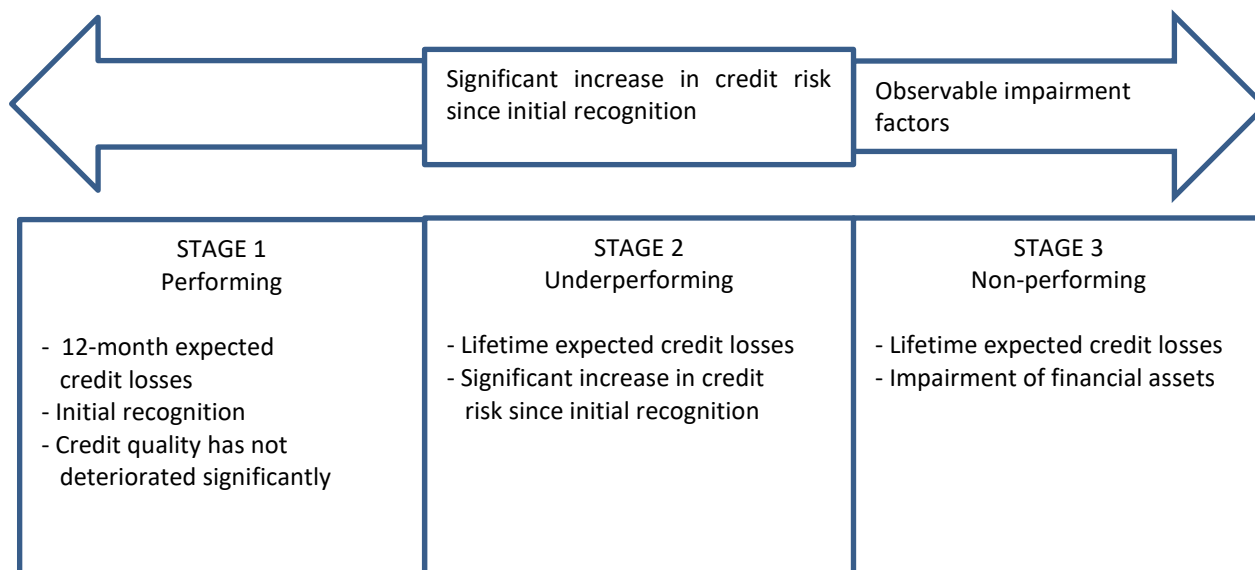 Significant increase in credit risk
since initial recognition
Observable impairment
factors
STAGE 1
Performing
- 12-month expected
credit losses
- Initial recognition
- Credit quality has not
deteriorated significantly
STAGE 2
Underperforming
- Lifetime expected credit losses
- Significant increase in credit
risk since initial recognition
STAGE 3
Non-performing
- Lifetime expected credit losses
- Impairment of financial assets